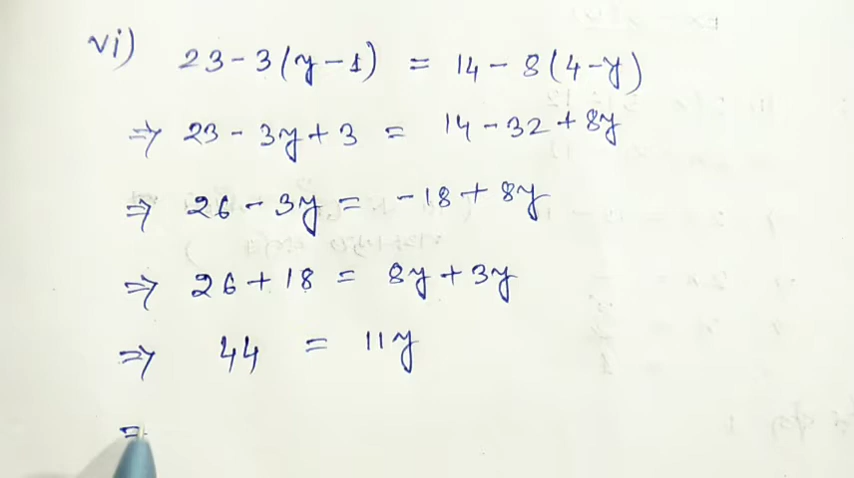 vi) 23-3(y-1) = 14-8(4-y)
⇒ 23-3y+3 = 14-32+8y
⇒ 26-3y = -18+8y
⇒ 26+18 = 8y+3y
⇒ 44 = 11y
=